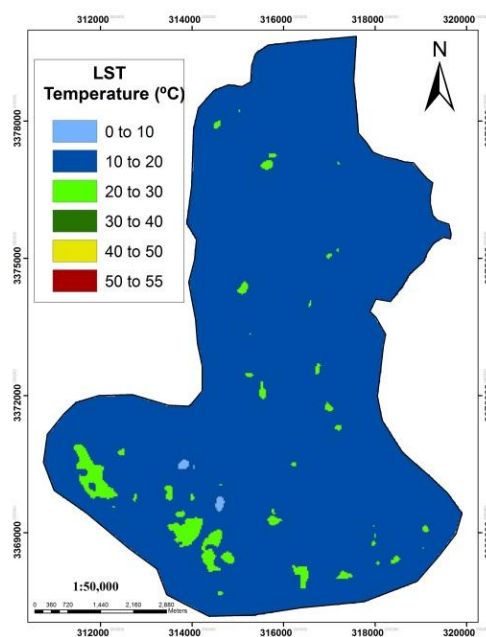 312000 314000 316000 318000 320000
N
LST
Temperature (ºC)
0 to 10
10 to 20
20 to 30
30 to 40
40 to 50
50 to 55
3378000
3375000
3372000
3369000
1:50,000
0 360 720 1,440 2,160 2,880
Meters
312000 314000 316000 318000 320000